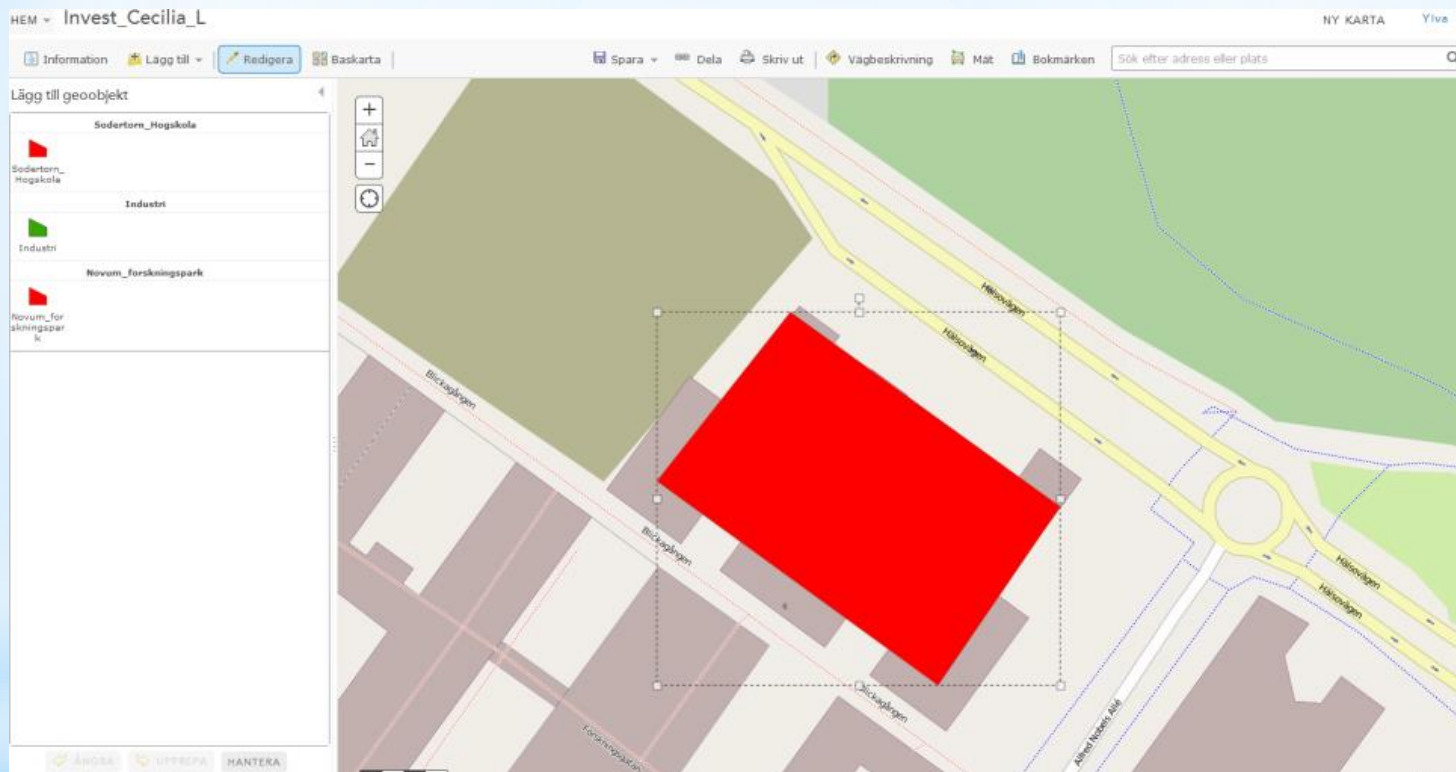 HEM Invest_Cecilia_L NY KARTA Ylva
Information Lägg till Redigera Baskarta Spara Dela Skriv ut Vägbeskrivning Mät Bokmärken Sök efter adress eller plats
Lägg till geoobjekt
Sodertorn_Hogskola
Sodertorn_
Hogskola
Industri
Industri
Novum_forskningspark
Novum_for
skningspar
k
ÅNGRA UPPREPA HANTERA
+
−
Hälsovägen
Hälsovägen
Blickagången
Blickagången
Blickagången
6
Hälsovägen
Hälsovägen
Forskningsgatan
Alfred Nobels Allé